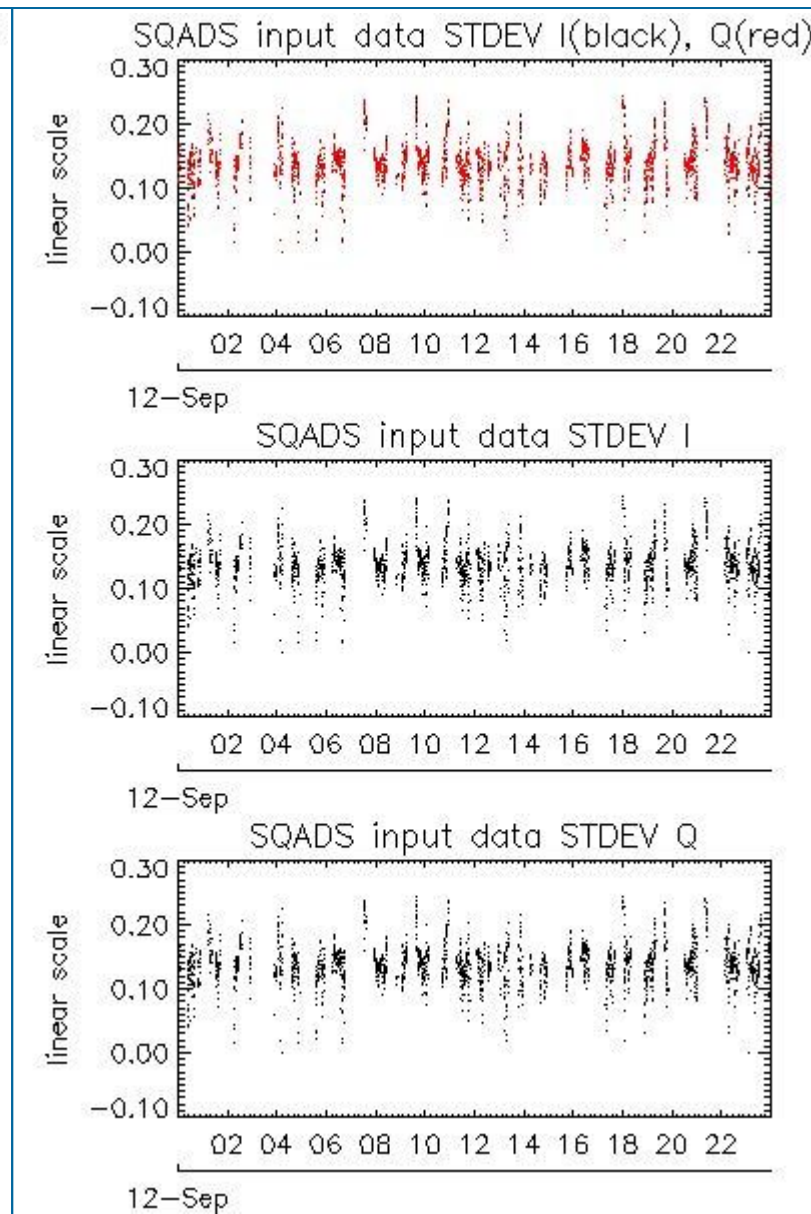 SQADS input data STDEV I(black), Q(red)
0.30
0.20
0.10
0.00
-0.10
linear scale
02 04 06 08 10 12 14 16 18 20 22
12-Sep
SQADS input data STDEV I
0.30
0.20
0.10
0.00
-0.10
linear scale
02 04 06 08 10 12 14 16 18 20 22
12-Sep
SQADS input data STDEV Q
0.30
0.20
0.10
0.00
-0.10
linear scale
02 04 06 08 10 12 14 16 18 20 22
12-Sep